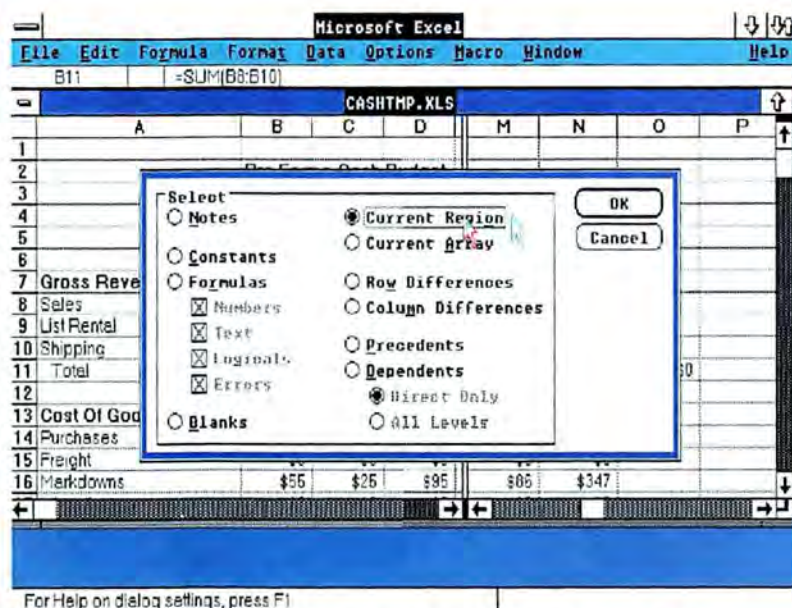 Microsoft Excel
File Edit Formula Format Data Options Macro Window Help
B11 =SUM(B8:B10)
CASHTMP.XLS
A B C D M N O P
1
2 Cash Budget
3
4
5
6
7 Gross Reve
8 Sales
9 List Rental
10 Shipping
11 Total
12
13 Cost Of Goo
14 Purchases
15 Freight
16 Markdowns $55 $25 $95 $86 $347
Select
Notes
Constants
Formulas
Numbers
Text
Logicals
Errors
Blanks
Current Region
Current Array
Row Differences
Column Differences
Precedents
Dependents
Direct Only
All Levels
OK
Cancel
For Help on dialog settings, press F1